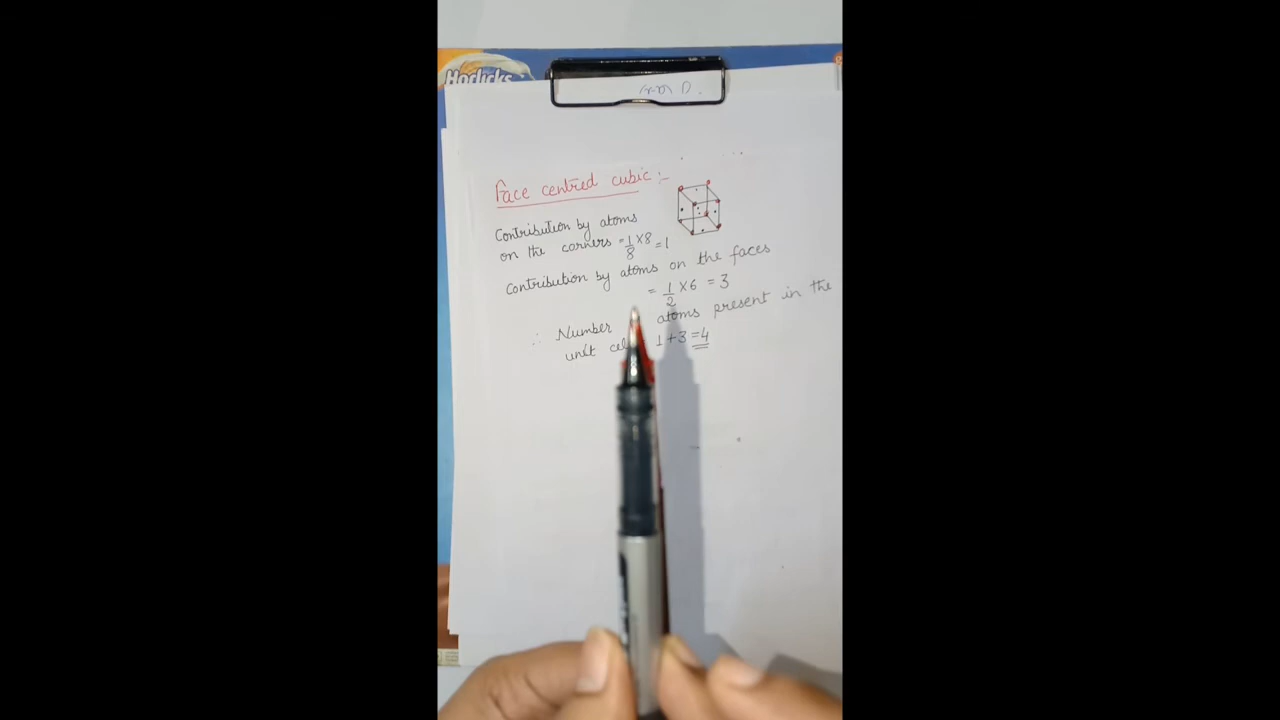 Horlicks
Face centred cubic :-
Contribution by atoms
on the corners = 1/8 × 8 = 1
Contribution by atoms on the faces
= 1/2 × 6 = 3
∴ Number atoms present in the
unit 1 + 3 = 4